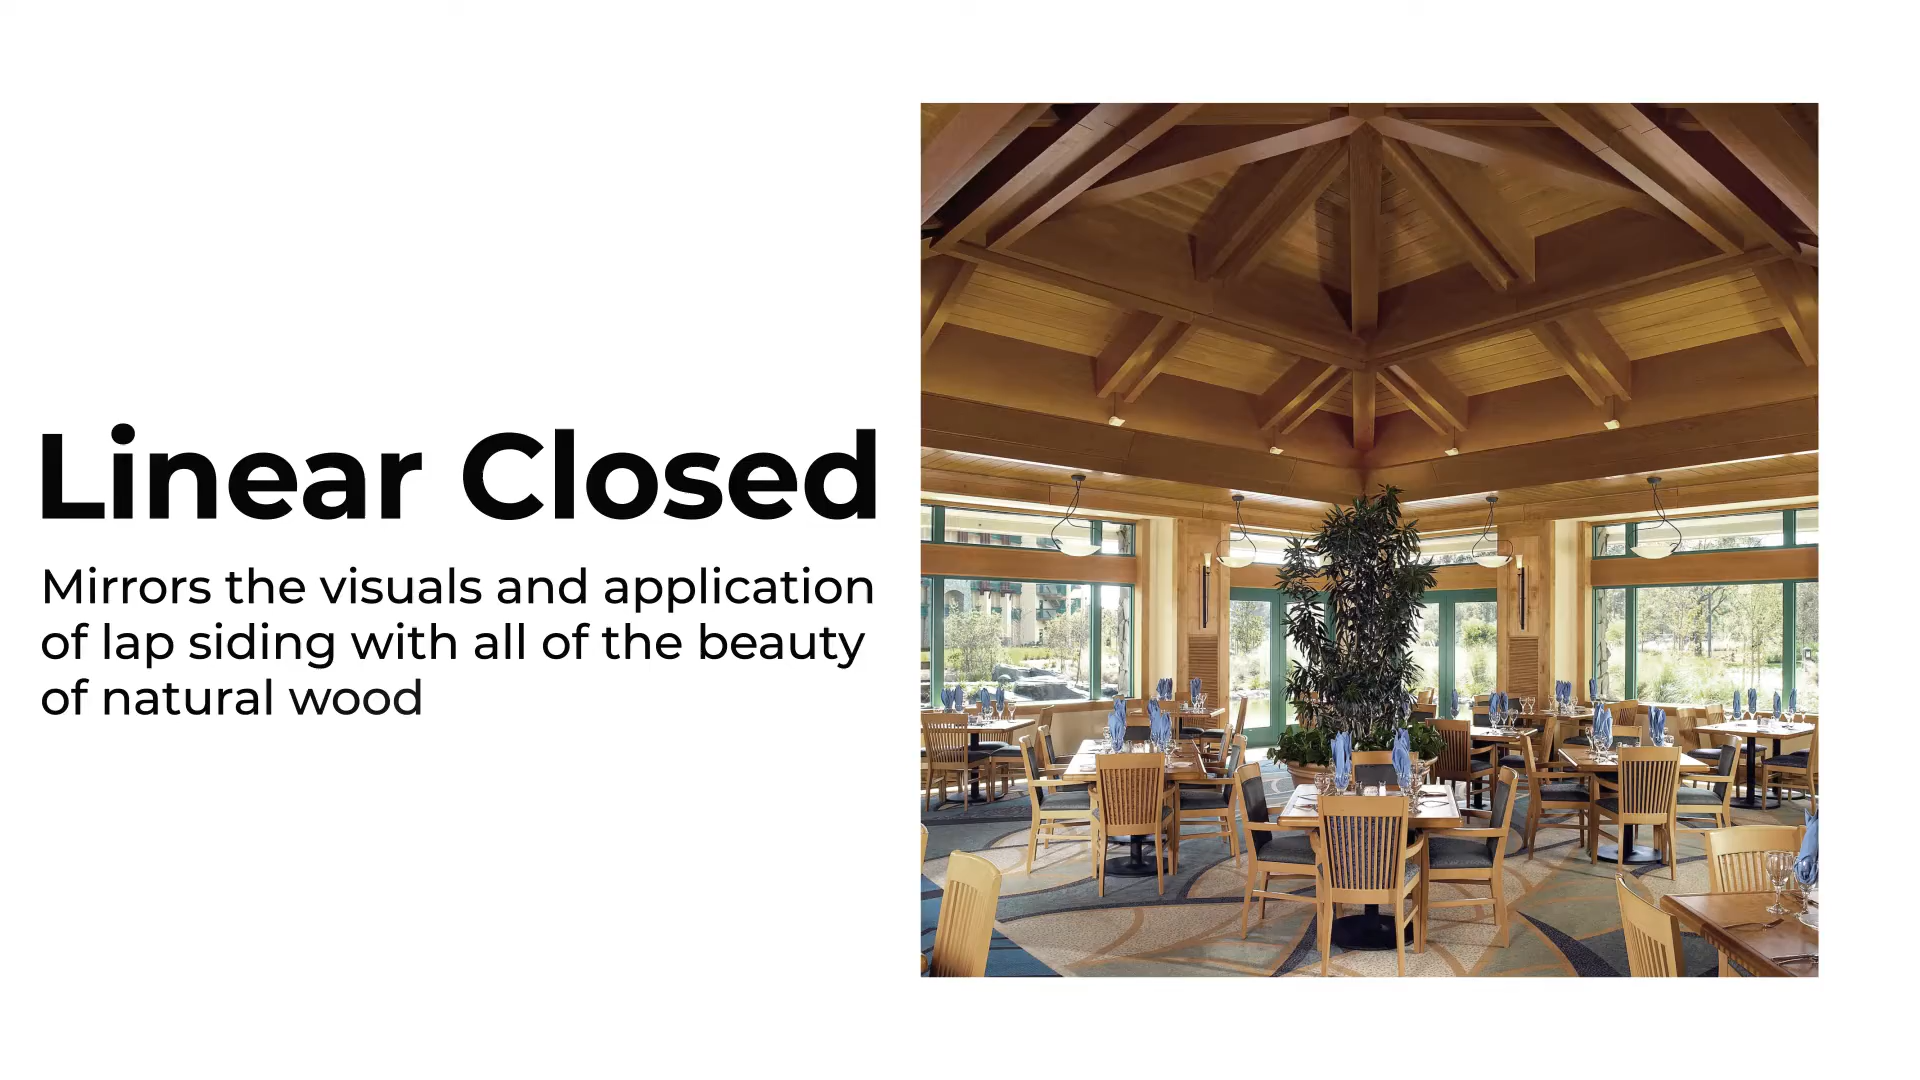 Linear Closed
Mirrors the visuals and application
of lap siding with all of the beauty
of natural wood